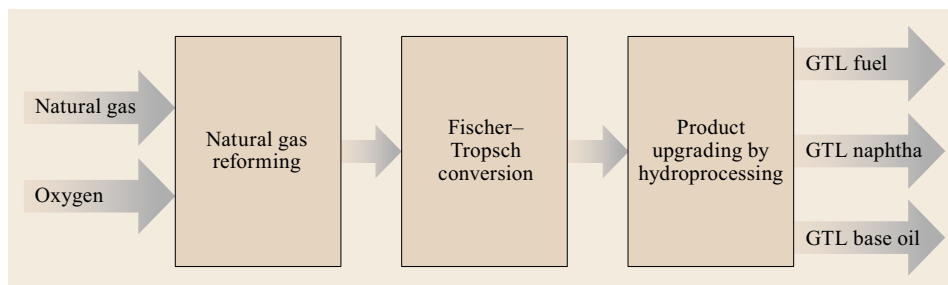 Natural gas
Oxygen
Natural gas
reforming
Fischer–
Tropsch
conversion
Product
upgrading by
hydroprocessing
GTL fuel
GTL naphtha
GTL base oil